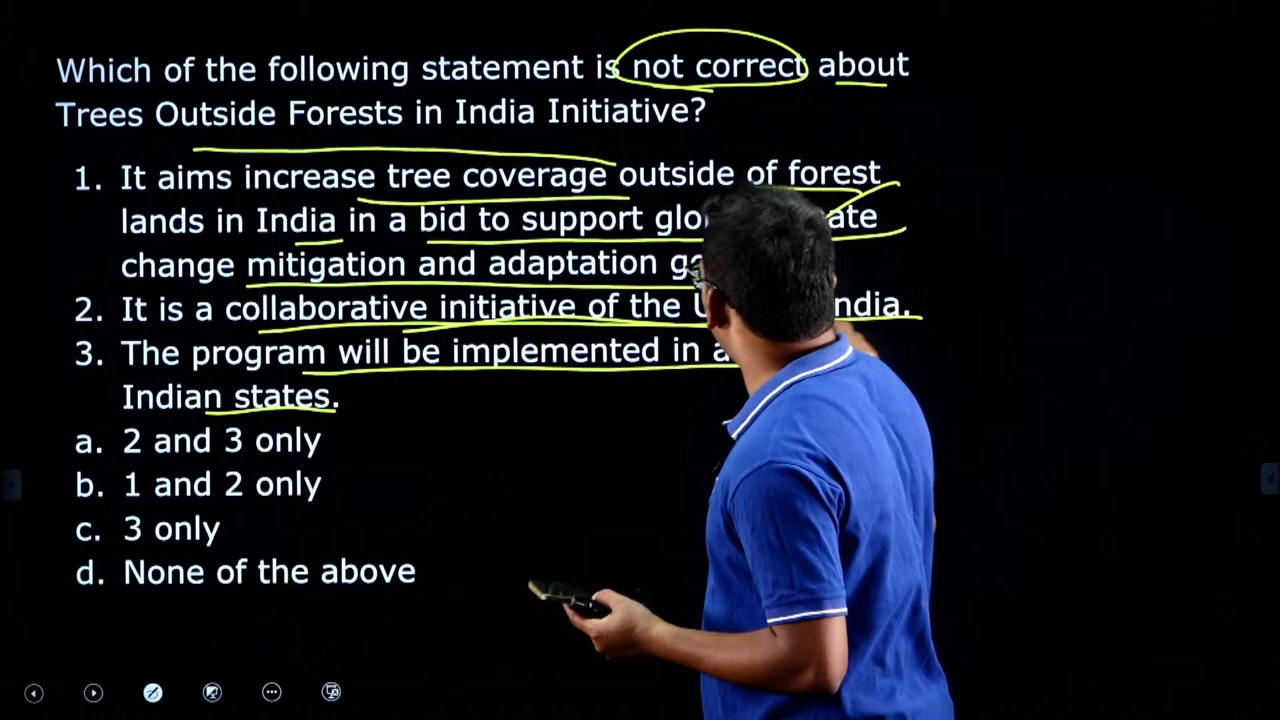 Which of the following statement is not correct about
Trees Outside Forests in India Initiative?
1. It aims increase tree coverage outside of forest
lands in India in a bid to support
change mitigation and adaptation
2. It is a collaborative initiative of the
3. The program will be implemented in
Indian states.
a. 2 and 3 only
b. 1 and 2 only
c. 3 only
d. None of the above